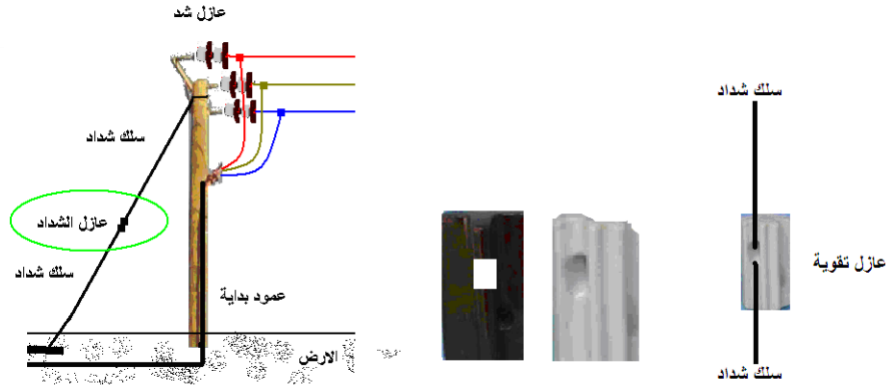 عازل شد
سلك شداد
عازل الشداد
سلك شداد
عمود بداية
الارض
سلك شداد
عازل تقوية
سلك شداد